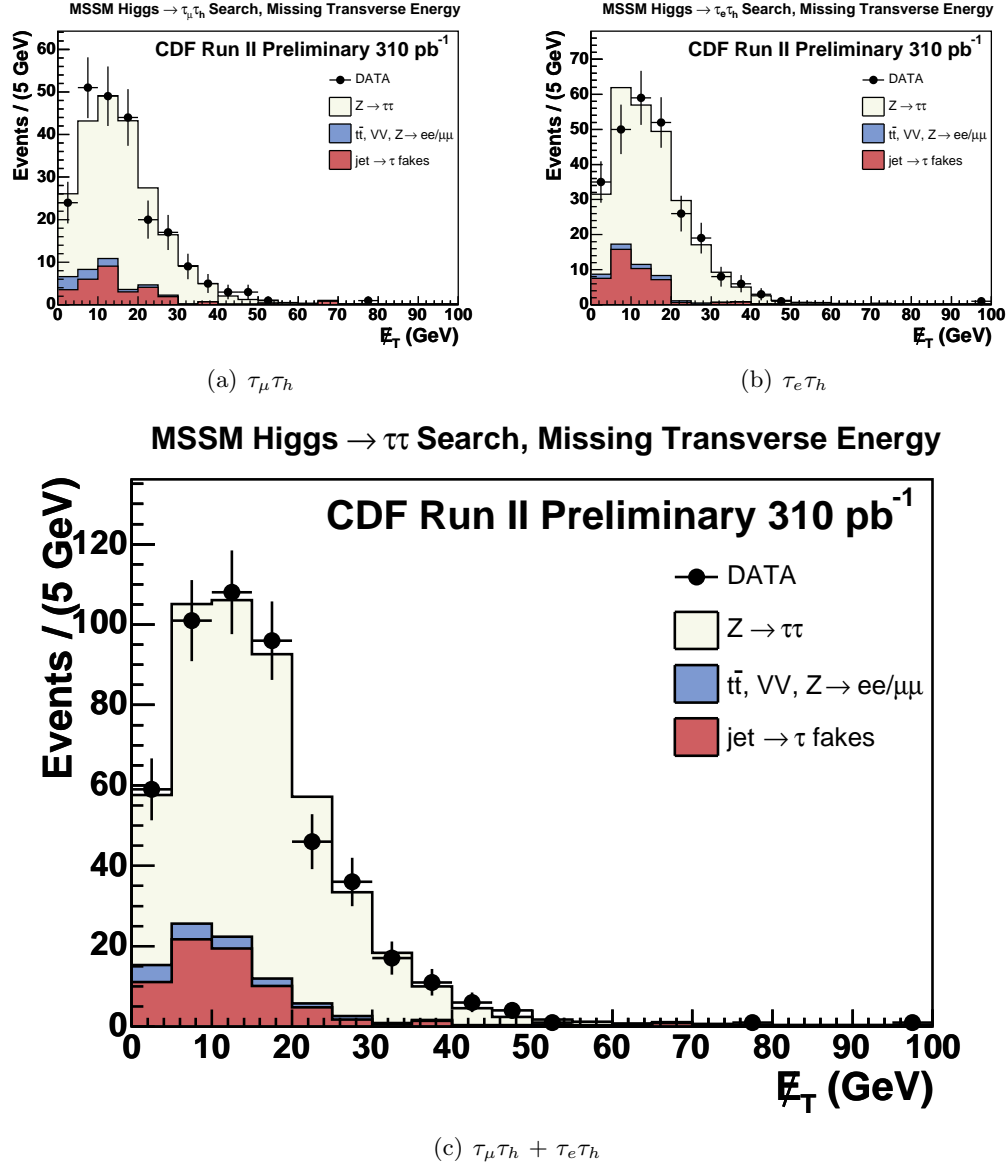 MSSM Higgs → τμτh Search, Missing Transverse Energy
CDF Run II Preliminary 310 pb⁻¹
DATA
Z → ττ
tt̄, VV, Z → ee/μμ
jet → τ fakes
Events / (5 GeV)
60
50
40
30
20
10
0
0 10 20 30 40 50 60 70 80 90 100
E̸T (GeV)
(a) τμτh
MSSM Higgs → τeτh Search, Missing Transverse Energy
CDF Run II Preliminary 310 pb⁻¹
DATA
Z → ττ
tt̄, VV, Z → ee/μμ
jet → τ fakes
Events / (5 GeV)
70
60
50
40
30
20
10
0
0 10 20 30 40 50 60 70 80 90 100
E̸T (GeV)
(b) τeτh
MSSM Higgs → ττ Search, Missing Transverse Energy
CDF Run II Preliminary 310 pb⁻¹
DATA
Z → ττ
tt̄, VV, Z → ee/μμ
jet → τ fakes
Events / (5 GeV)
120
100
80
60
40
20
0
0 10 20 30 40 50 60 70 80 90 100
E̸T (GeV)
(c) τμτh + τeτh